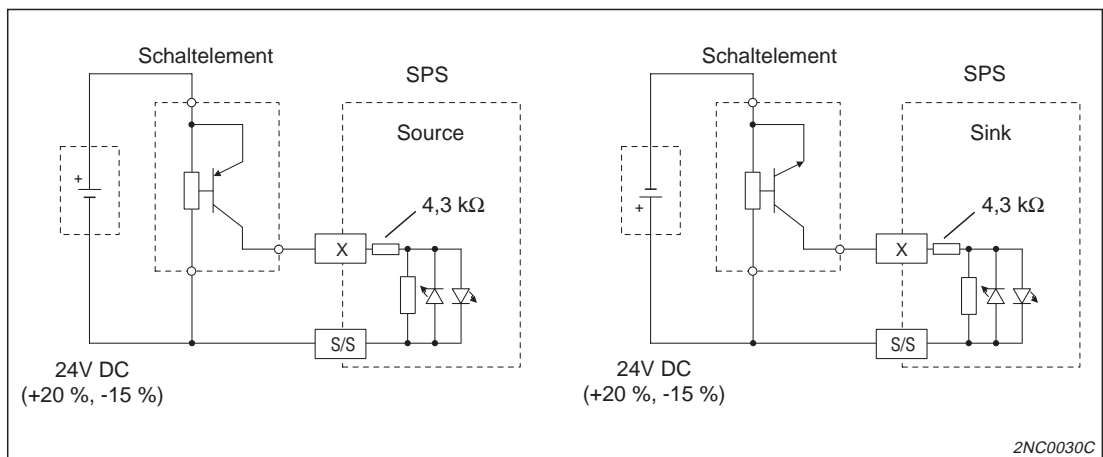 Schaltelement
SPS
Source
+
4,3 kΩ
X
S/S
24V DC
(+20 %, -15 %)
Schaltelement
SPS
Sink
+
4,3 kΩ
X
S/S
24V DC
(+20 %, -15 %)
2NC0030C